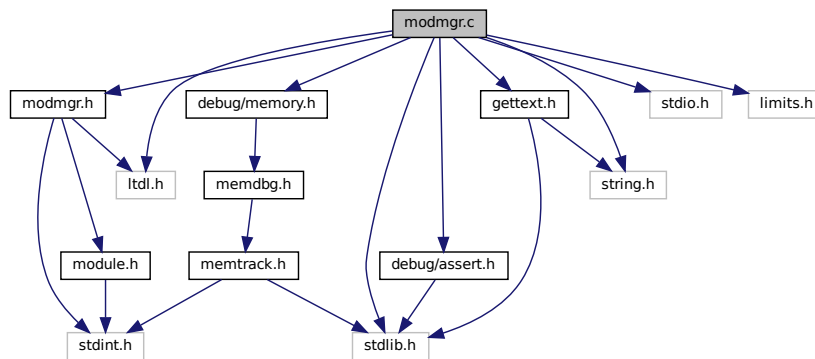 modmgr.c
modmgr.h
debug/memory.h
gettext.h
stdio.h
limits.h
ltdl.h
memdbg.h
string.h
module.h
memtrack.h
debug/assert.h
stdint.h
stdlib.h